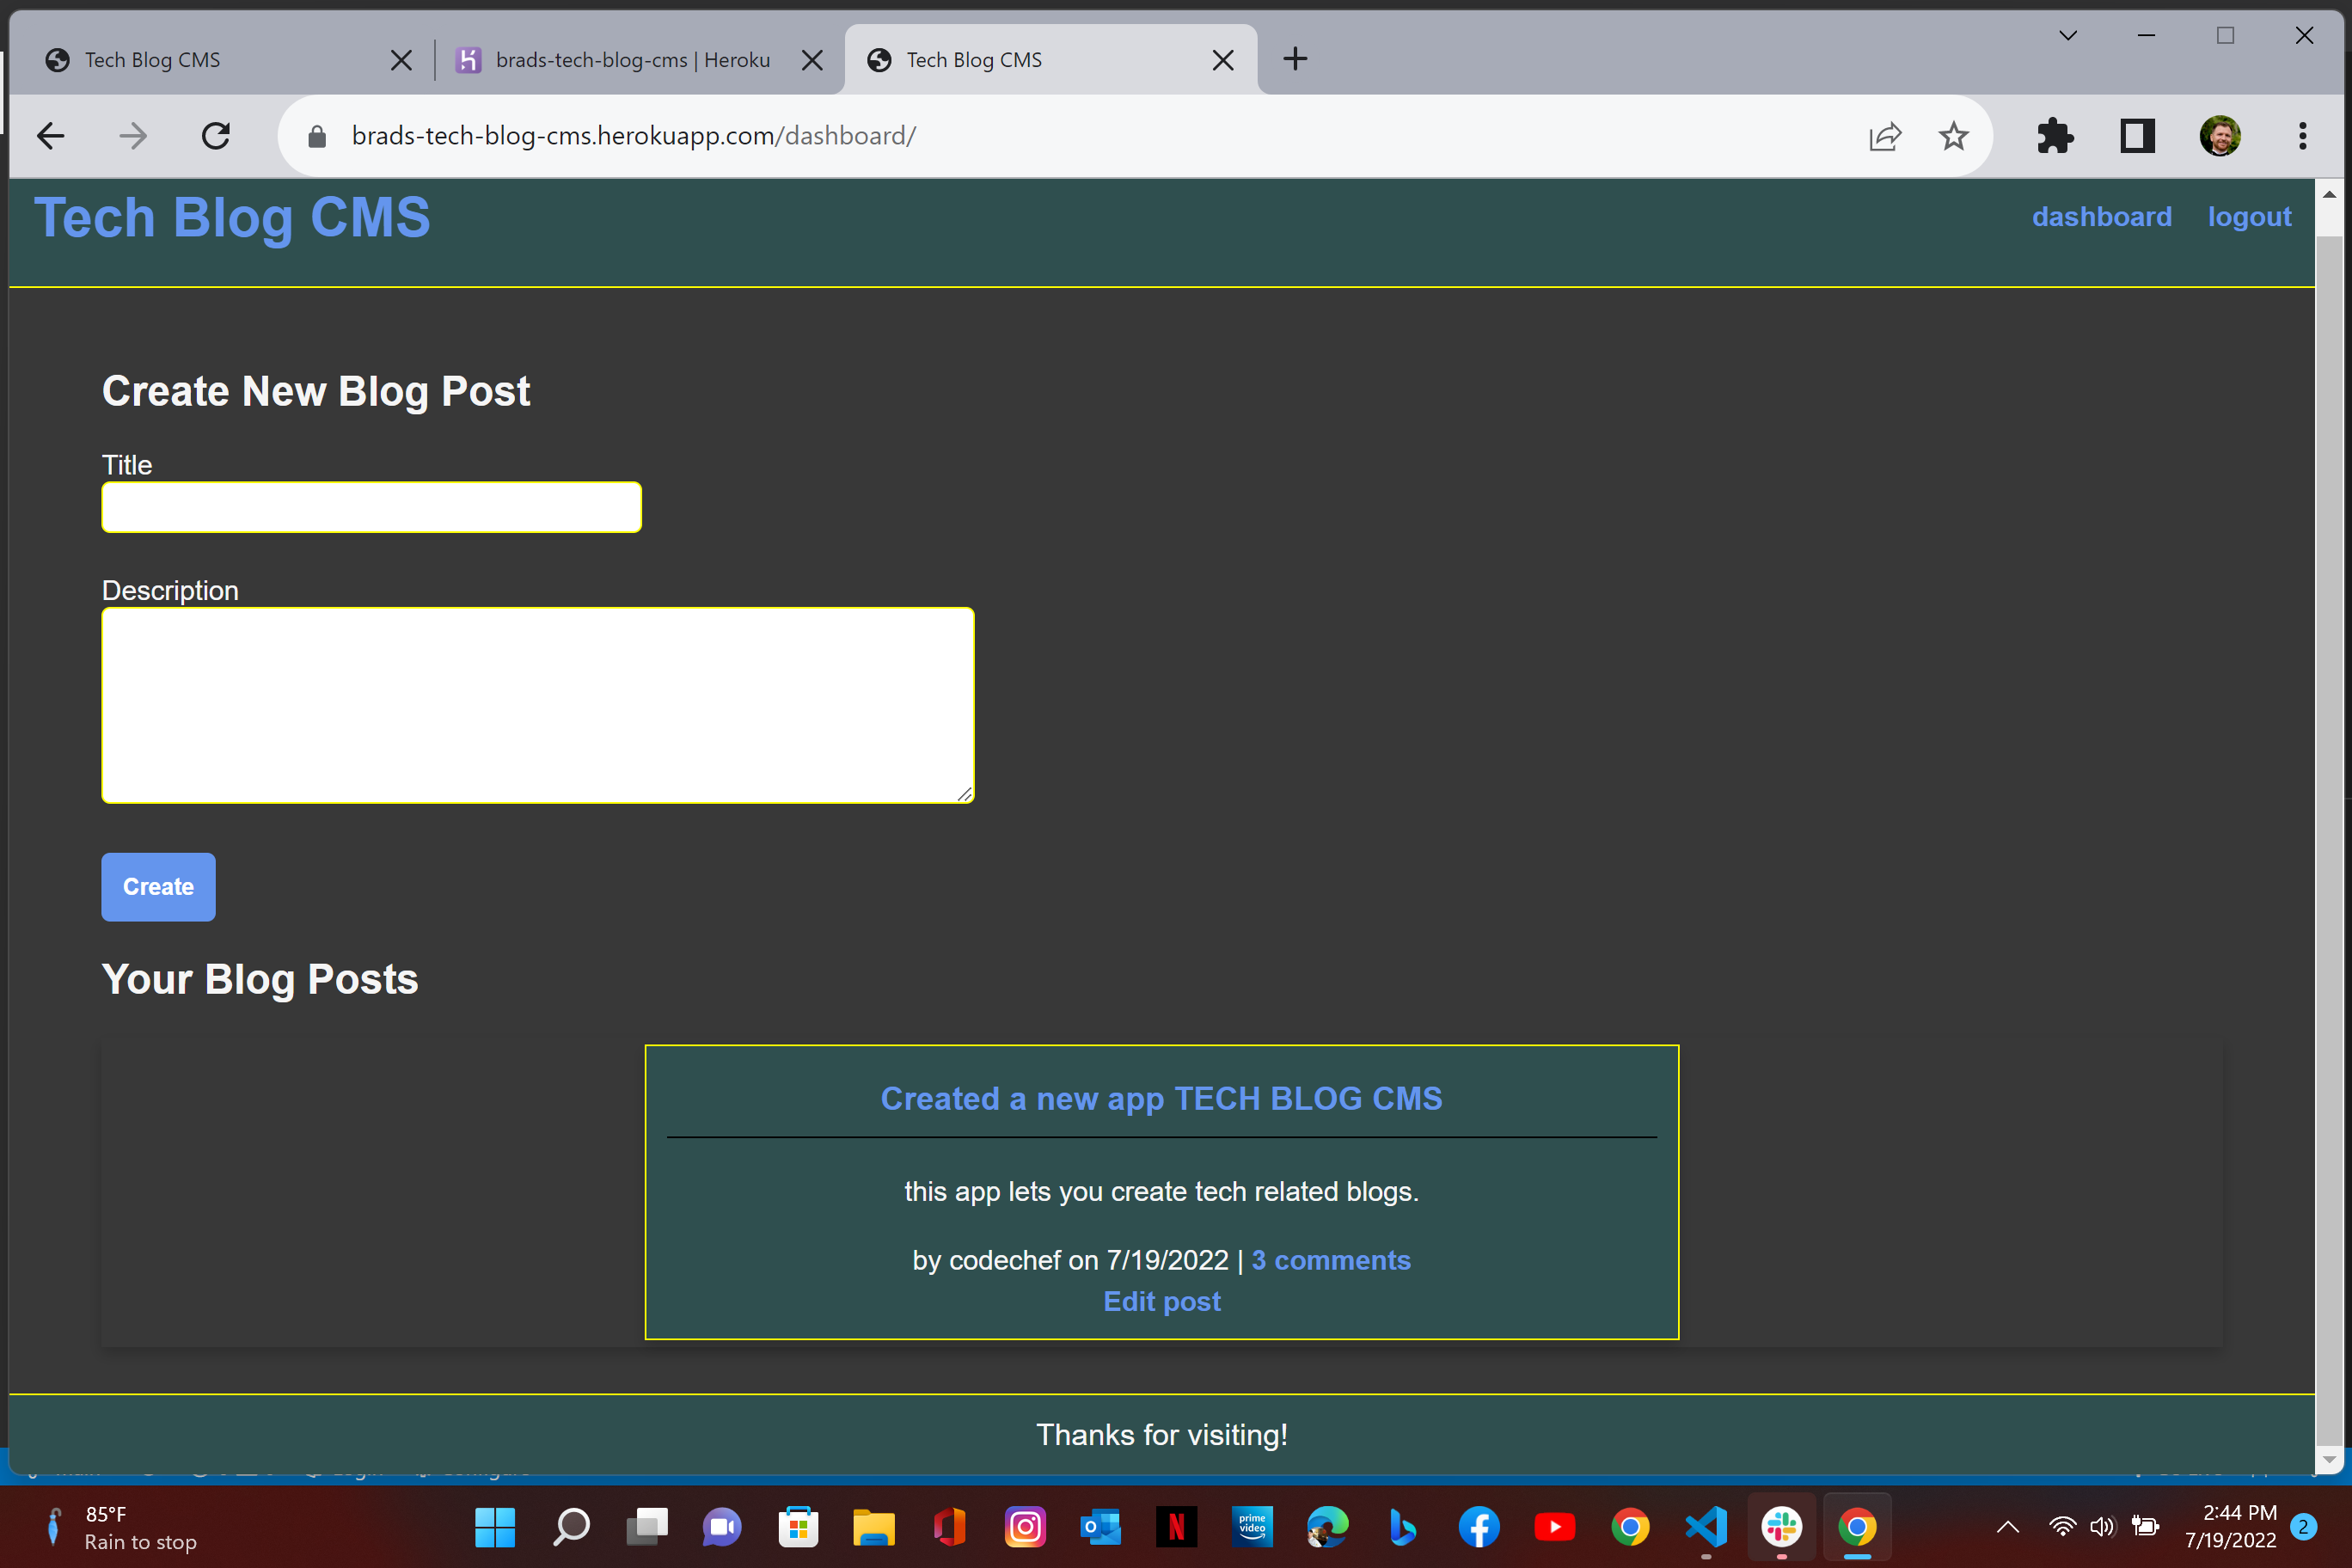 Tech Blog CMS
brads-tech-blog-cms | Heroku
Tech Blog CMS
brads-tech-blog-cms.herokuapp.com/dashboard/
Tech Blog CMS
dashboard
logout
Create New Blog Post
Title
Description
Create
Your Blog Posts
Created a new app TECH BLOG CMS
this app lets you create tech related blogs.
by codechef on 7/19/2022 | 3 comments
Edit post
Thanks for visiting!
85°F
Rain to stop
prime
video
2:44 PM
7/19/2022
2